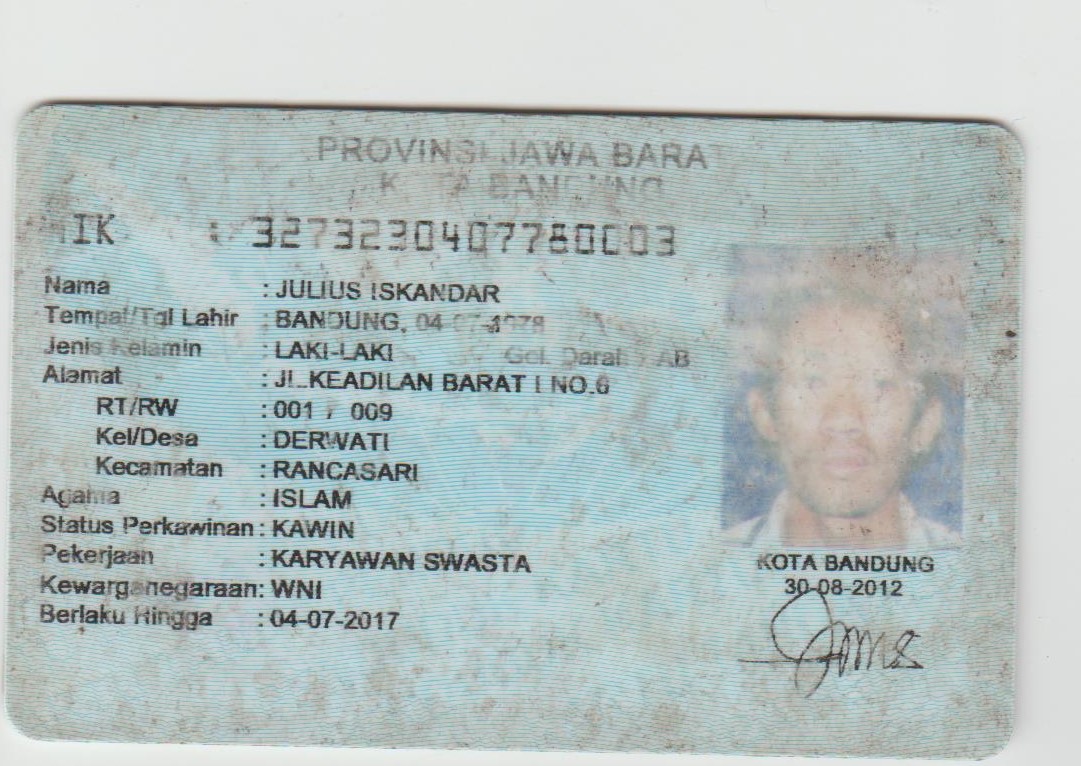 PROVINSI JAWA BARAT
KOTA BANDUNG
NIK : 3273230407780003
Nama : JULIUS ISKANDAR
Tempat/Tgl Lahir : BANDUNG, 04-07-1978
Jenis Kelamin : LAKI-LAKI Gol. Darah : AB
Alamat : JL.KEADILAN BARAT I NO.6
RT/RW : 001 / 009
Kel/Desa : DERWATI
Kecamatan : RANCASARI
Agama : ISLAM
Status Perkawinan : KAWIN
Pekerjaan : KARYAWAN SWASTA
Kewarganegaraan: WNI
Berlaku Hingga : 04-07-2017
KOTA BANDUNG
30-08-2012